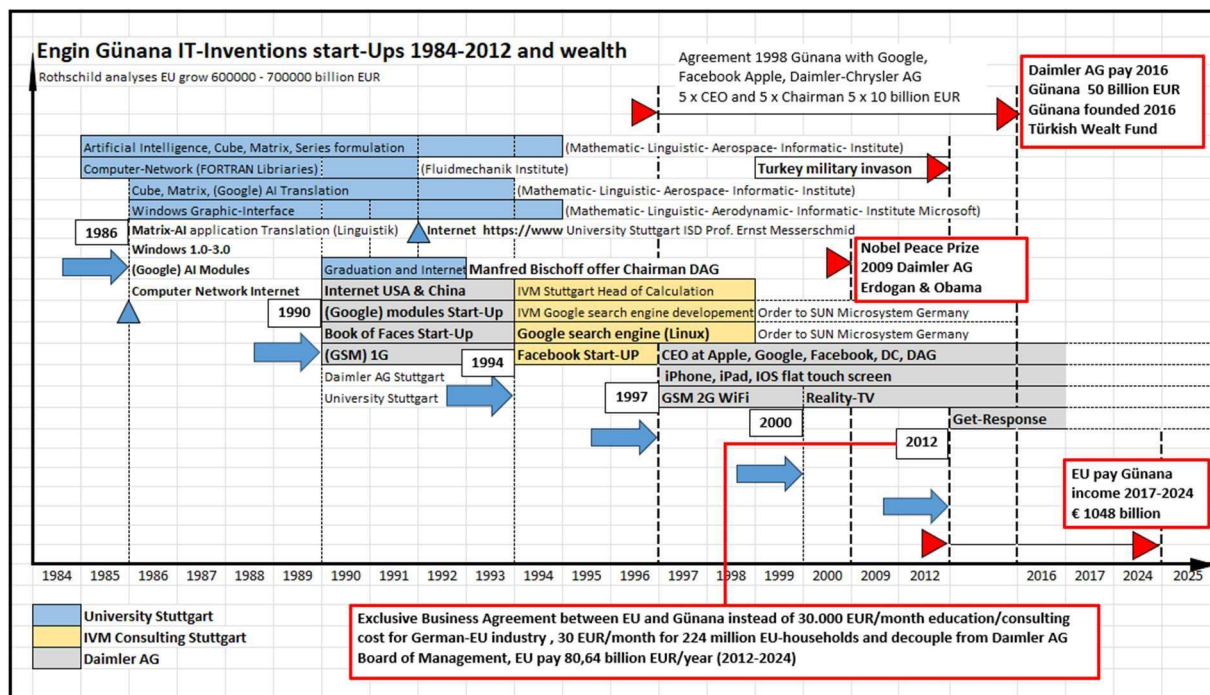 Engin Günana IT-Inventions start-Ups 1984-2012 and wealth
Rothschild analyses EU grow 600000 - 700000 billion EUR
Agreement 1998 Günana with Google,
Facebook Apple, Daimler-Chrysler AG
5 x CEO and 5 x Chairman 5 x 10 billion EUR
Daimler AG pay 2016
Günana 50 Billion EUR
Günana founded 2016
Türkish Wealt Fund
Artificial Intelligence, Cube, Matrix, Series formulation
(Mathematic- Linguistic- Aerospace- Informatic- Institute)
Computer-Network (FORTRAN Libriaries)
(Fluidmechanik Institute)
Turkey military invason
Cube, Matrix, (Google) AI Translation
(Mathematic- Linguistic- Aerospace- Informatic- Institute)
Windows Graphic-Interface
(Mathematic- Linguistic- Aerodynamic- Informatic- Institute Microsoft)
1986
Matrix-AI application Translation (Linguistik)
Internet https://www University Stuttgart ISD Prof. Ernst Messerschmid
Windows 1.0-3.0
(Google) AI Modules
Computer Network Internet
Nobel Peace Prize
2009 Daimler AG
Erdogan & Obama
Graduation and Internet
Manfred Bischoff offer Chairman DAG
Internet USA & China
IVM Stuttgart Head of Calculation
1990
(Google) modules Start-Up
IVM Google search engine developement
Order to SUN Microsystem Germany
Book of Faces Start-Up
Google search engine (Linux)
Order to SUN Microsystem Germany
(GSM) 1G
1994
Facebook Start-UP
CEO at Apple, Google, Facebook, DC, DAG
Daimler AG Stuttgart
iPhone, iPad, IOS flat touch screen
University Stuttgart
1997
GSM 2G WiFi
Reality-TV
2000
Get-Response
2012
EU pay Günana
income 2017-2024
€ 1048 billion
1984 1985 1986 1987 1988 1989 1990 1991 1992 1993 1994 1995 1996 1997 1998 1999 2000 2009 2012 2016 2017 2024 2025
University Stuttgart
IVM Consulting Stuttgart
Daimler AG
Exclusive Business Agreement between EU and Günana instead of 30.000 EUR/month education/consulting
cost for German-EU industry , 30 EUR/month for 224 million EU-households and decouple from Daimler AG
Board of Management, EU pay 80,64 billion EUR/year (2012-2024)